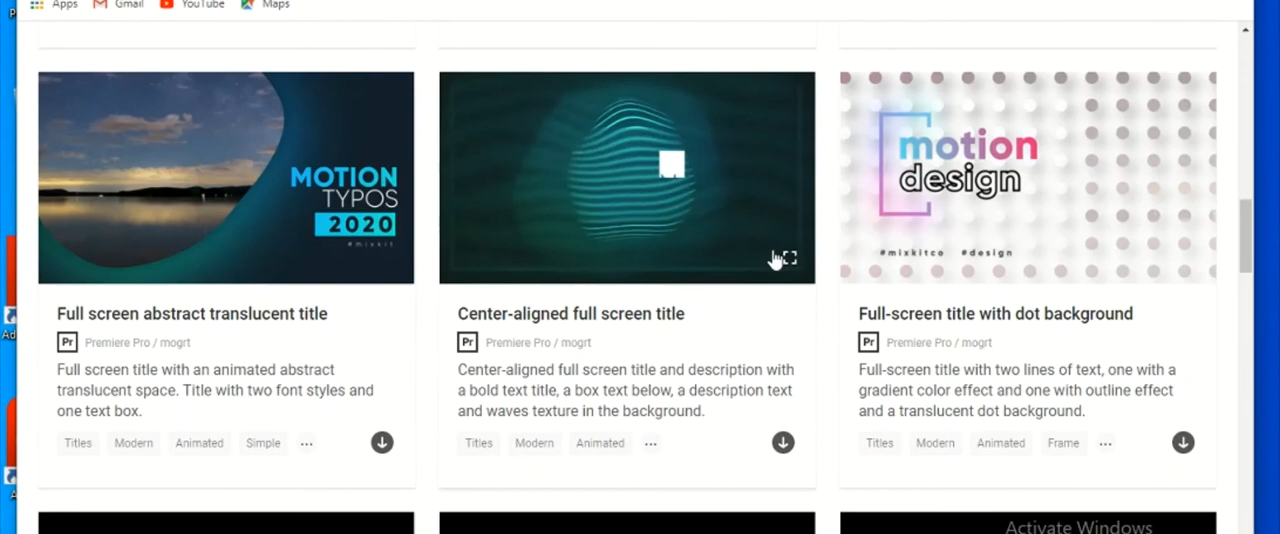 Apps Gmail YouTube Maps
MOTION
TYPOS
2020
#mixkit
motion
design
#mixkitco #design
Full screen abstract translucent title
Pr Premiere Pro / mogrt
Full screen title with an animated abstract
translucent space. Title with two font styles and
one text box.
Titles Modern Animated Simple ...
Center-aligned full screen title
Pr Premiere Pro / mogrt
Center-aligned full screen title and description with
a bold text title, a box text below, a description text
and waves texture in the background.
Titles Modern Animated ...
Full-screen title with dot background
Pr Premiere Pro / mogrt
Full-screen title with two lines of text, one with a
gradient color effect and one with outline effect
and a translucent dot background.
Titles Modern Animated Frame ...
Activate Windows